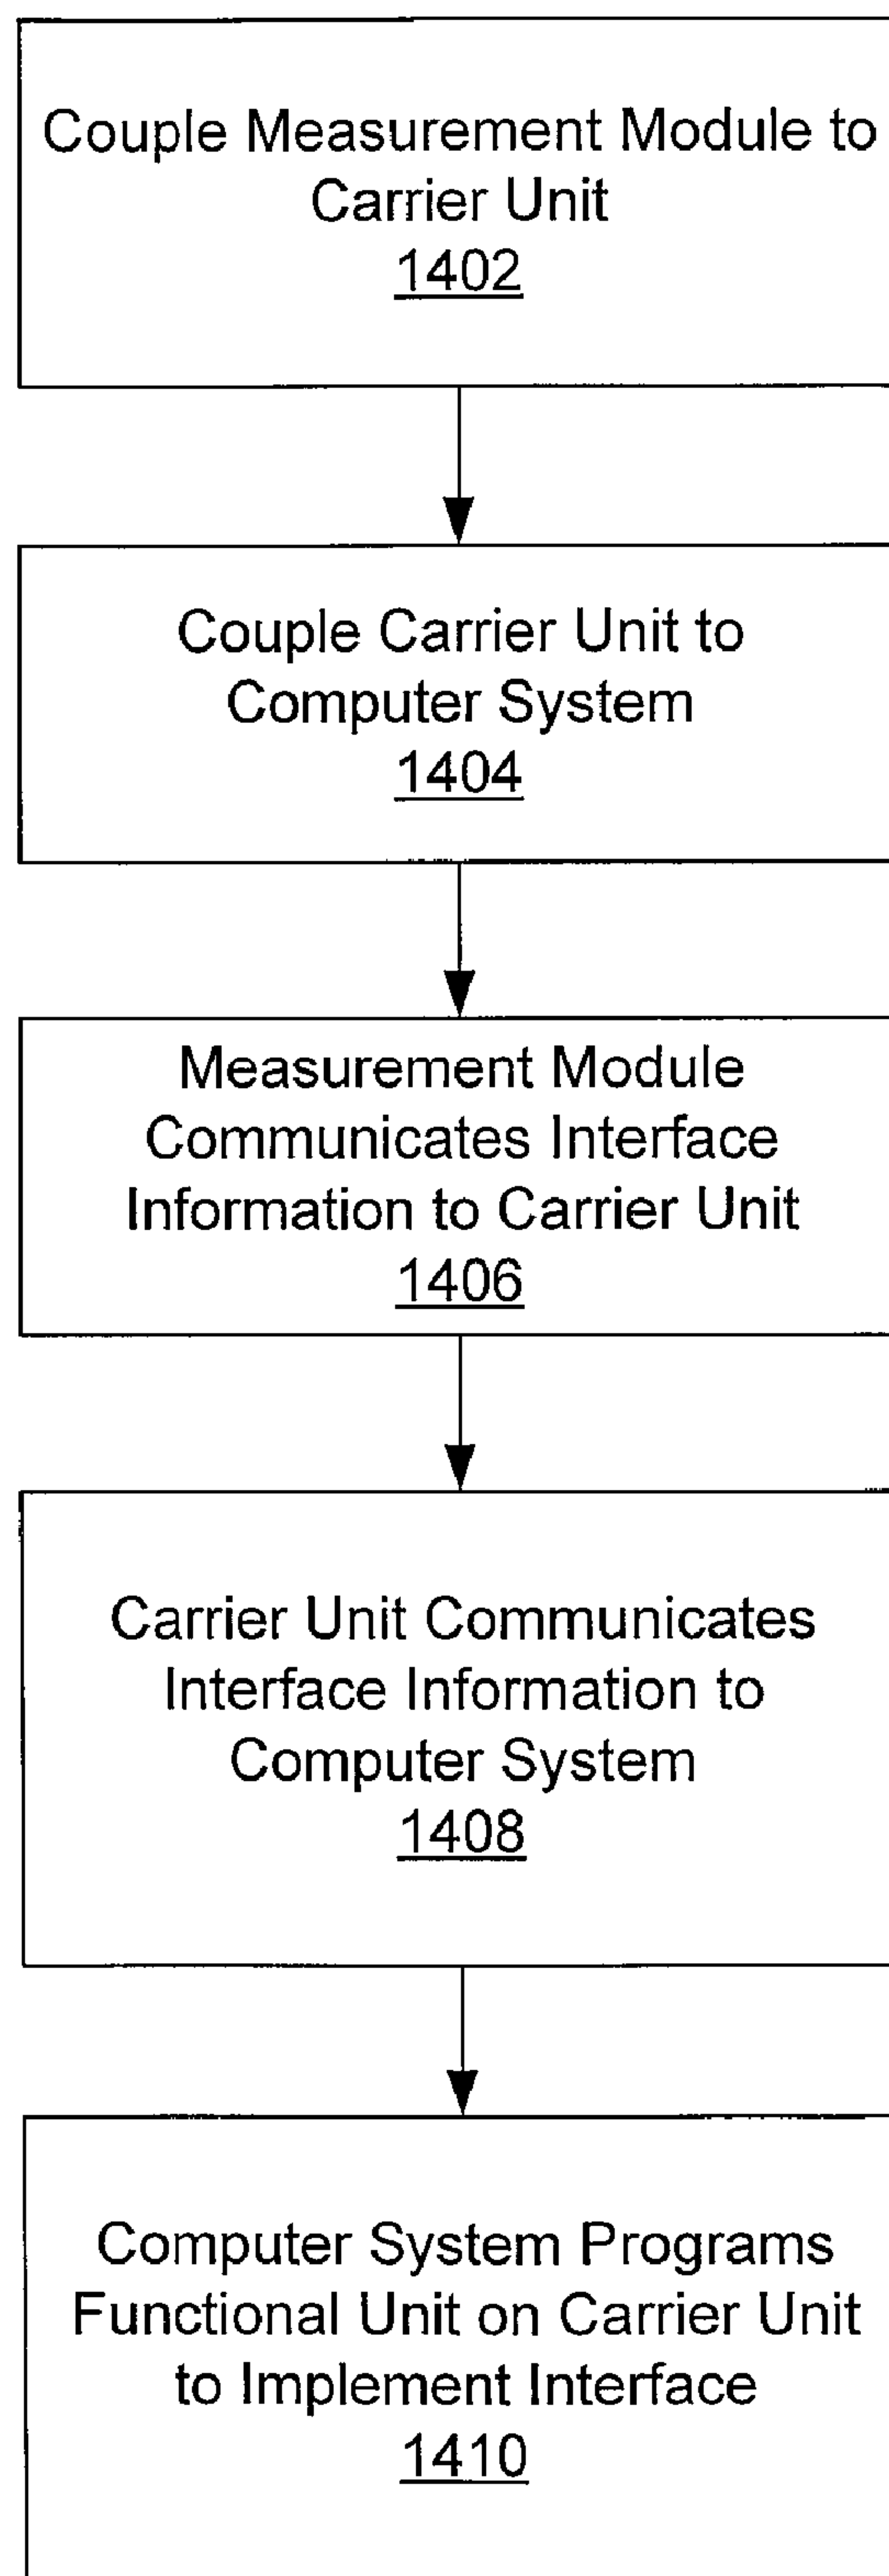 Couple Measurement Module to
Carrier Unit
1402
Couple Carrier Unit to
Computer System
1404
Measurement Module
Communicates Interface
Information to Carrier Unit
1406
Carrier Unit Communicates
Interface Information to
Computer System
1408
Computer System Programs
Functional Unit on Carrier Unit
to Implement Interface
1410